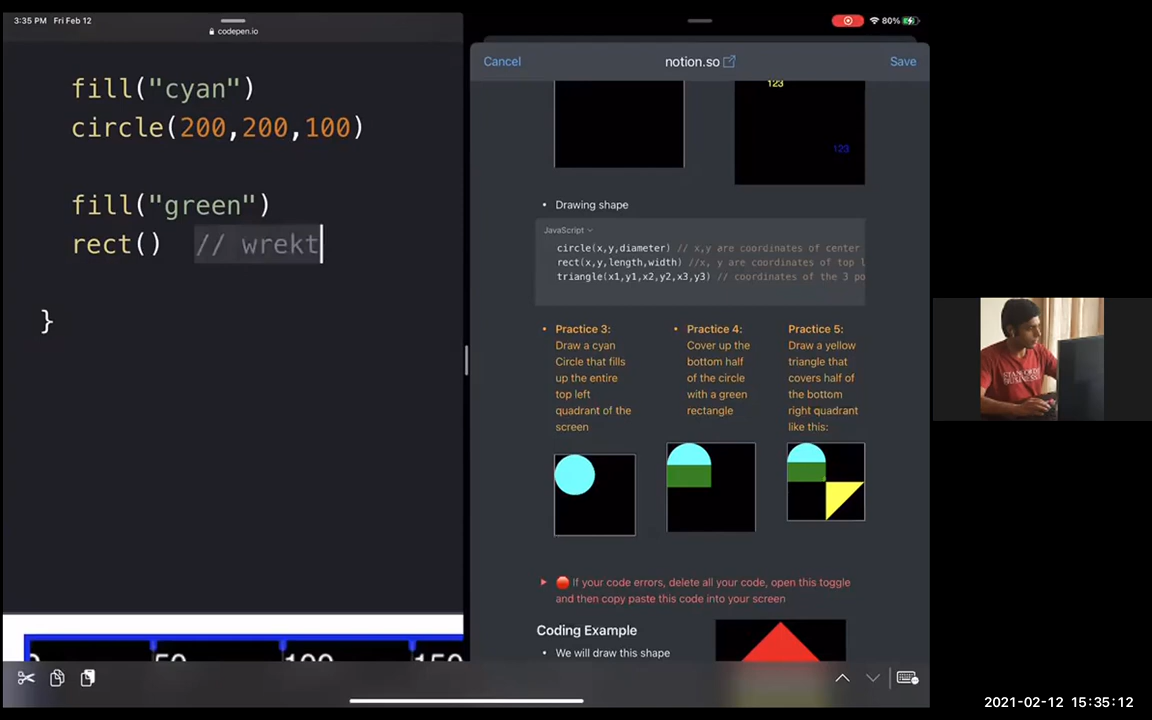 3:35 PM Fri Feb 12
codepen.io
fill("cyan")
circle(200,200,100)
fill("green")
rect() // wrekt
}
50
100
150
80%
Cancel
notion.so
Save
123
123
• Drawing shape
JavaScript
circle(x,y,diameter) // x,y are coordinates of center
rect(x,y,length,width) //x, y are coordinates of top l
triangle(x1,y1,x2,y2,x3,y3) // coordinates of the 3 po
• Practice 3:
Draw a cyan
Circle that fills
up the entire
top left
quadrant of the
screen
• Practice 4:
Cover up the
bottom half
of the circle
with a green
rectangle
Practice 5:
Draw a yellow
triangle that
covers half of
the bottom
right quadrant
like this:
If your code errors, delete all your code, open this toggle
and then copy paste this code into your screen
Coding Example
• We will draw this shape
STANFORD
BUSINESS
2021-02-12 15:35:12